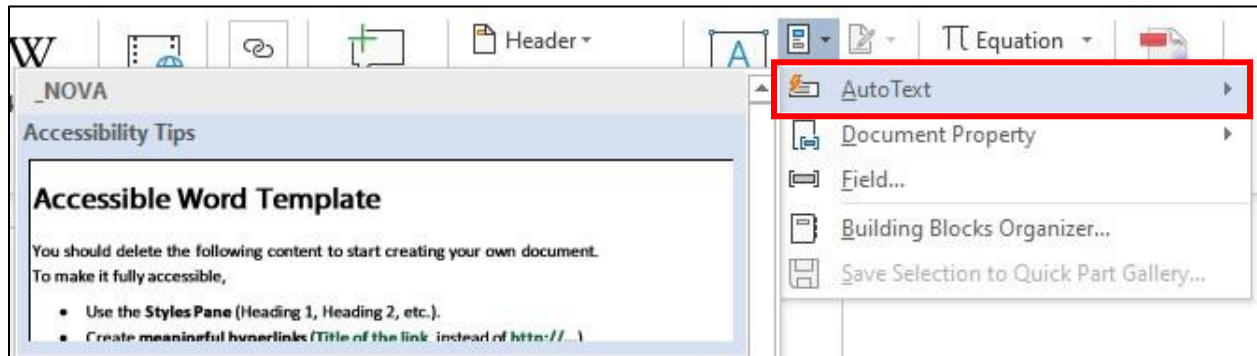 W
Header
A
π Equation
_NOVA
Accessibility Tips
Accessible Word Template
You should delete the following content to start creating your own document.
To make it fully accessible,
• Use the Styles Pane (Heading 1, Heading 2, etc.).
• Create meaningful hyperlinks (Title of the link instead of http://...)
AutoText
Document Property
Field...
Building Blocks Organizer...
Save Selection to Quick Part Gallery...